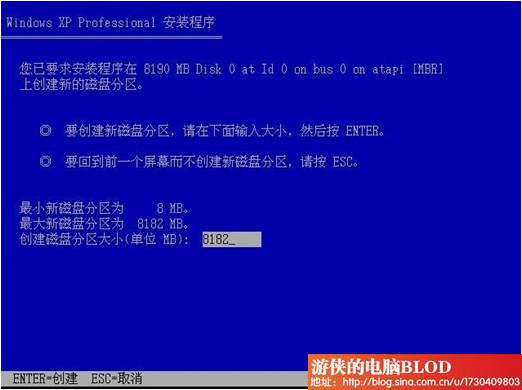 Windows XP Professional 安装程序
您已要求安装程序在 8190 MB Disk 0 at Id 0 on bus 0 on atapi [MBR]
上创建新的磁盘分区。
◎ 要创建新磁盘分区，请在下面输入大小，然后按 ENTER。
◎ 要回到前一个屏幕而不创建新磁盘分区，请按 ESC。
最小新磁盘分区为 8 MB。
最大新磁盘分区为 8182 MB。
创建磁盘分区大小(单位 MB): 8182_
ENTER=创建 ESC=取消
游侠的电脑BLOD
地址: http://blog.sina.com.cn/u/1730409803